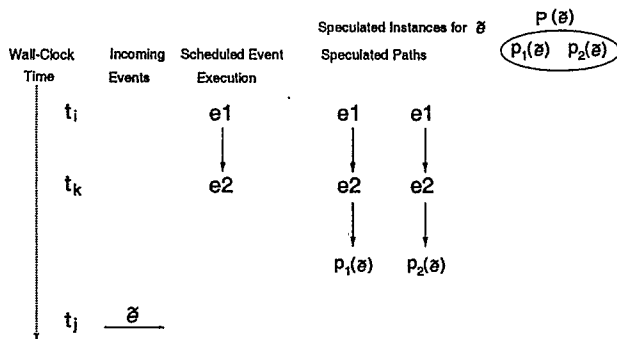 Speculated Instances for ẽ
P(ẽ)
p₁(ẽ) p₂(ẽ)
Wall-Clock Time
Incoming Events
Scheduled Event Execution
Speculated Paths
tᵢ e1 e1 e1
tₖ e2 e2 e2
p₁(ẽ) p₂(ẽ)
tⱼ ẽ